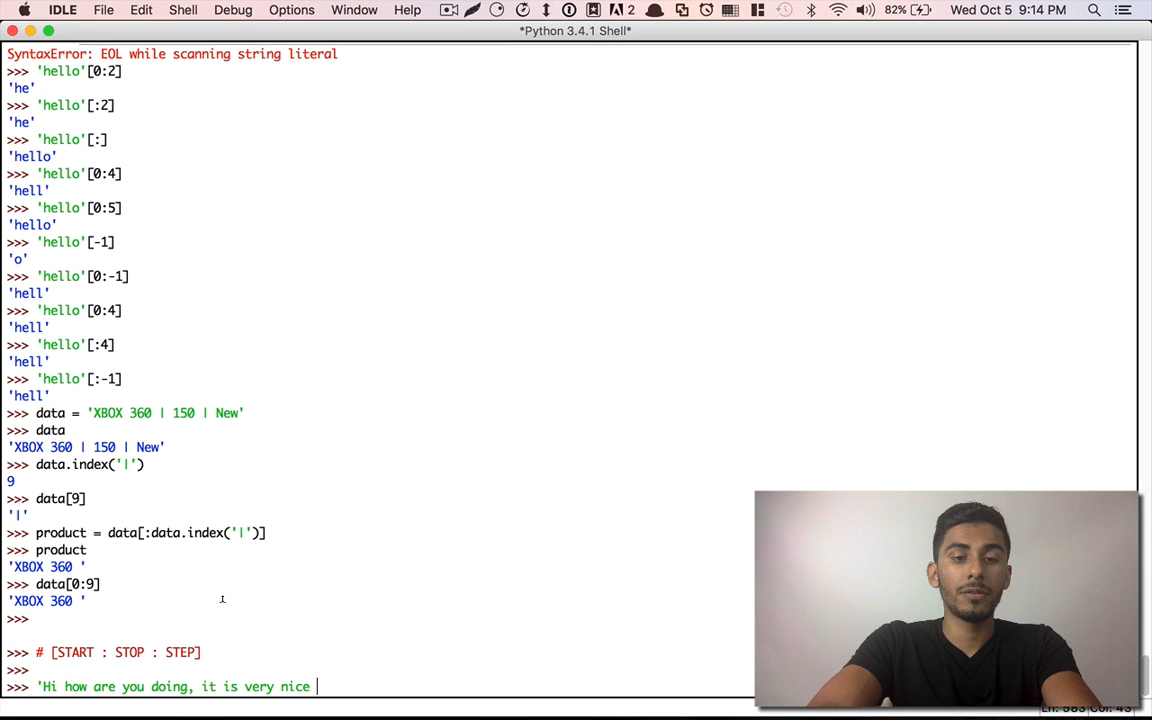 IDLE File Edit Shell Debug Options Window Help 2 82% Wed Oct 5 9:14 PM
*Python 3.4.1 Shell*
SyntaxError: EOL while scanning string literal
>>> 'hello'[0:2]
'he'
>>> 'hello'[:2]
'he'
>>> 'hello'[:]
'hello'
>>> 'hello'[0:4]
'hell'
>>> 'hello'[0:5]
'hello'
>>> 'hello'[-1]
'o'
>>> 'hello'[0:-1]
'hell'
>>> 'hello'[0:4]
'hell'
>>> 'hello'[:4]
'hell'
>>> 'hello'[:-1]
'hell'
>>> data = 'XBOX 360 | 150 | New'
>>> data
'XBOX 360 | 150 | New'
>>> data.index('|')
9
>>> data[9]
'|'
>>> product = data[:data.index('|')]
>>> product
'XBOX 360 '
>>> data[0:9]
'XBOX 360 '
>>>
>>> # [START : STOP : STEP]
>>>
>>> 'Hi how are you doing, it is very nice
Ln: 583 Col: 43